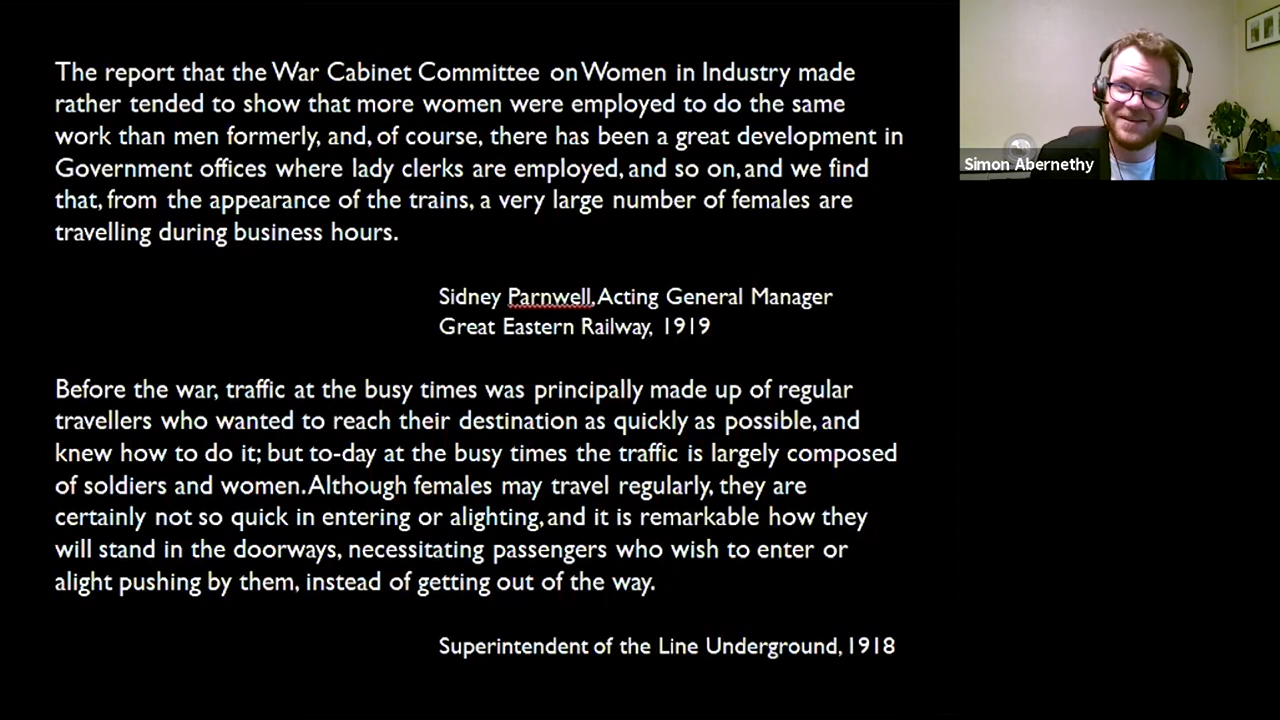 The report that the War Cabinet Committee on Women in Industry made
rather tended to show that more women were employed to do the same
work than men formerly, and, of course, there has been a great development in
Government offices where lady clerks are employed, and so on, and we find
that, from the appearance of the trains, a very large number of females are
travelling during business hours.
Sidney Parnwell, Acting General Manager
Great Eastern Railway, 1919
Before the war, traffic at the busy times was principally made up of regular
travellers who wanted to reach their destination as quickly as possible, and
knew how to do it; but to-day at the busy times the traffic is largely composed
of soldiers and women. Although females may travel regularly, they are
certainly not so quick in entering or alighting, and it is remarkable how they
will stand in the doorways, necessitating passengers who wish to enter or
alight pushing by them, instead of getting out of the way.
Superintendent of the Line Underground, 1918
Simon Abernethy